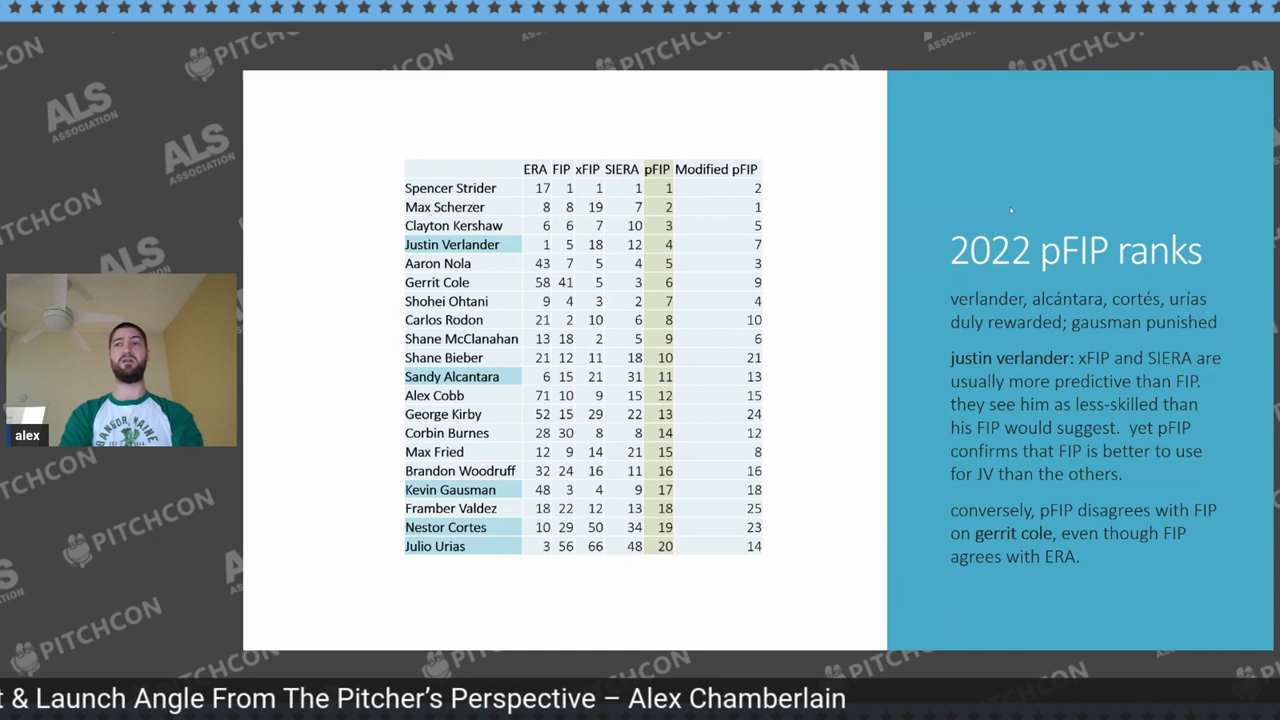 ERA FIP xFIP SIERA pFIP Modified pFIP
Spencer Strider 17 1 1 1 1 2
Max Scherzer 8 8 19 7 2 1
Clayton Kershaw 6 6 7 10 3 5
Justin Verlander 1 5 18 12 4 7
Aaron Nola 43 7 5 4 5 3
Gerrit Cole 58 41 5 3 6 9
Shohei Ohtani 9 4 3 2 7 4
Carlos Rodon 21 2 10 6 8 10
Shane McClanahan 13 18 2 5 9 6
Shane Bieber 21 12 11 18 10 21
Sandy Alcantara 6 15 21 31 11 13
Alex Cobb 71 10 9 15 12 15
George Kirby 52 15 29 22 13 24
Corbin Burnes 28 30 8 8 14 12
Max Fried 12 9 14 21 15 8
Brandon Woodruff 32 24 16 11 16 16
Kevin Gausman 48 3 4 9 17 18
Framber Valdez 18 22 12 13 18 25
Nestor Cortes 10 29 50 34 19 23
Julio Urias 3 56 66 48 20 14
2022 pFIP ranks
verlander, alcántara, cortés, urías
duly rewarded; gausman punished
justin verlander: xFIP and SIERA are
usually more predictive than FIP.
they see him as less-skilled than
his FIP would suggest. yet pFIP
confirms that FIP is better to use
for JV than the others.
conversely, pFIP disagrees with FIP
on gerrit cole, even though FIP
agrees with ERA.
BANGOR, MAINE
alex
PITCHCON
ALS
ASSOCIATION
t & Launch Angle From The Pitcher’s Perspective – Alex Chamberlain